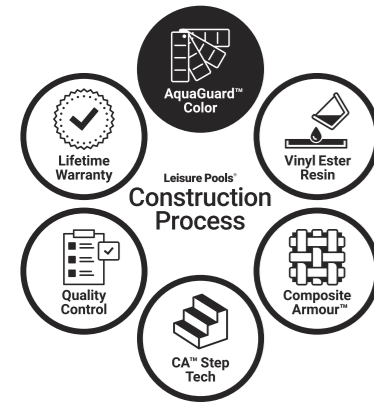 AquaGuard™
Color
Lifetime
Warranty
Vinyl Ester
Resin
Leisure Pools®
Construction
Process
Quality
Control
Composite
Armour™
CA™ Step
Tech